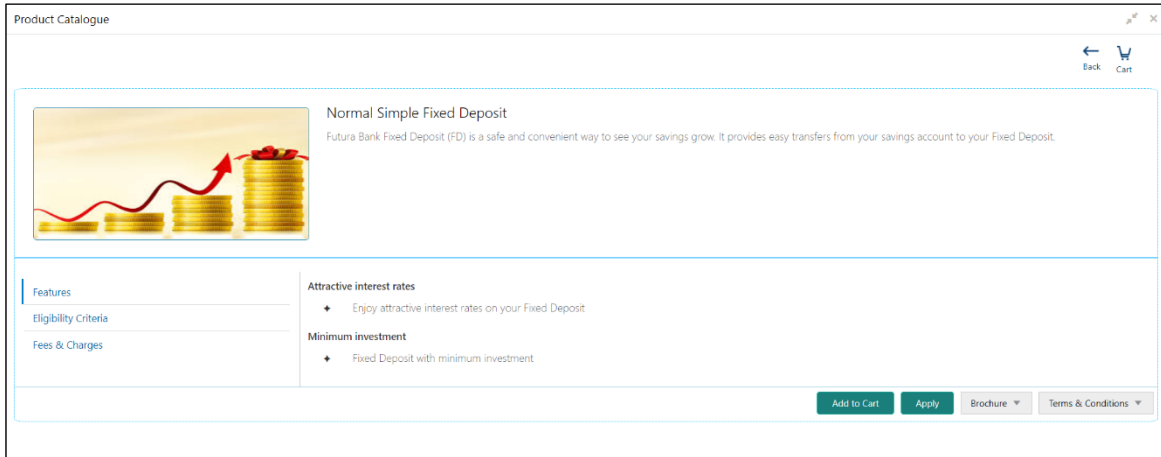 Product Catalogue
Back
Cart
Normal Simple Fixed Deposit
Futura Bank Fixed Deposit (FD) is a safe and convenient way to see your savings grow. It provides easy transfers from your savings account to your Fixed Deposit.
Features
Eligibility Criteria
Fees & Charges
Attractive interest rates
Enjoy attractive interest rates on your Fixed Deposit
Minimum investment
Fixed Deposit with minimum investment
Add to Cart
Apply
Brochure
Terms & Conditions